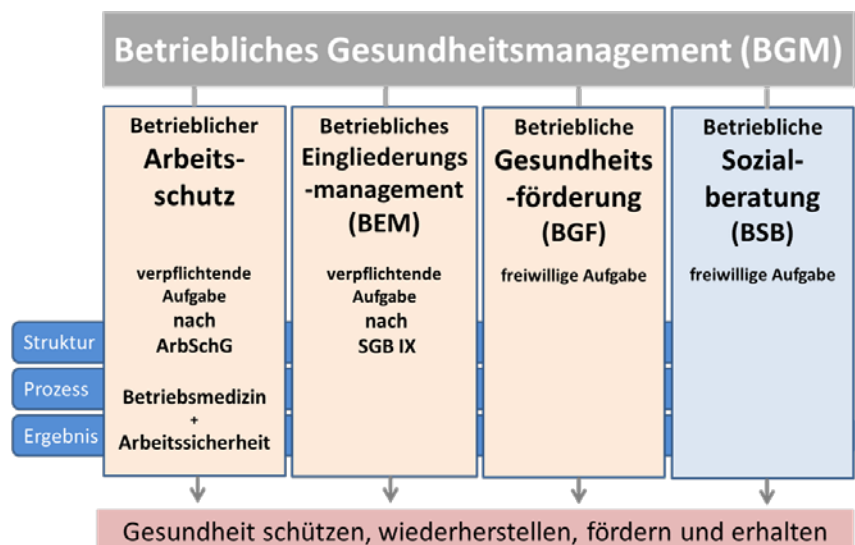 Betriebliches Gesundheitsmanagement (BGM)
Betrieblicher
Arbeits-
schutz
verpflichtende
Aufgabe
nach
ArbSchG
Betriebsmedizin
+
Arbeitssicherheit
Betriebliches
Eingliederungs
-management
(BEM)
verpflichtende
Aufgabe
nach
SGB IX
Betriebliche
Gesundheits
-förderung
(BGF)
freiwillige Aufgabe
Betriebliche
Sozial-
beratung
(BSB)
freiwillige Aufgabe
Struktur
Prozess
Ergebnis
Gesundheit schützen, wiederherstellen, fördern und erhalten